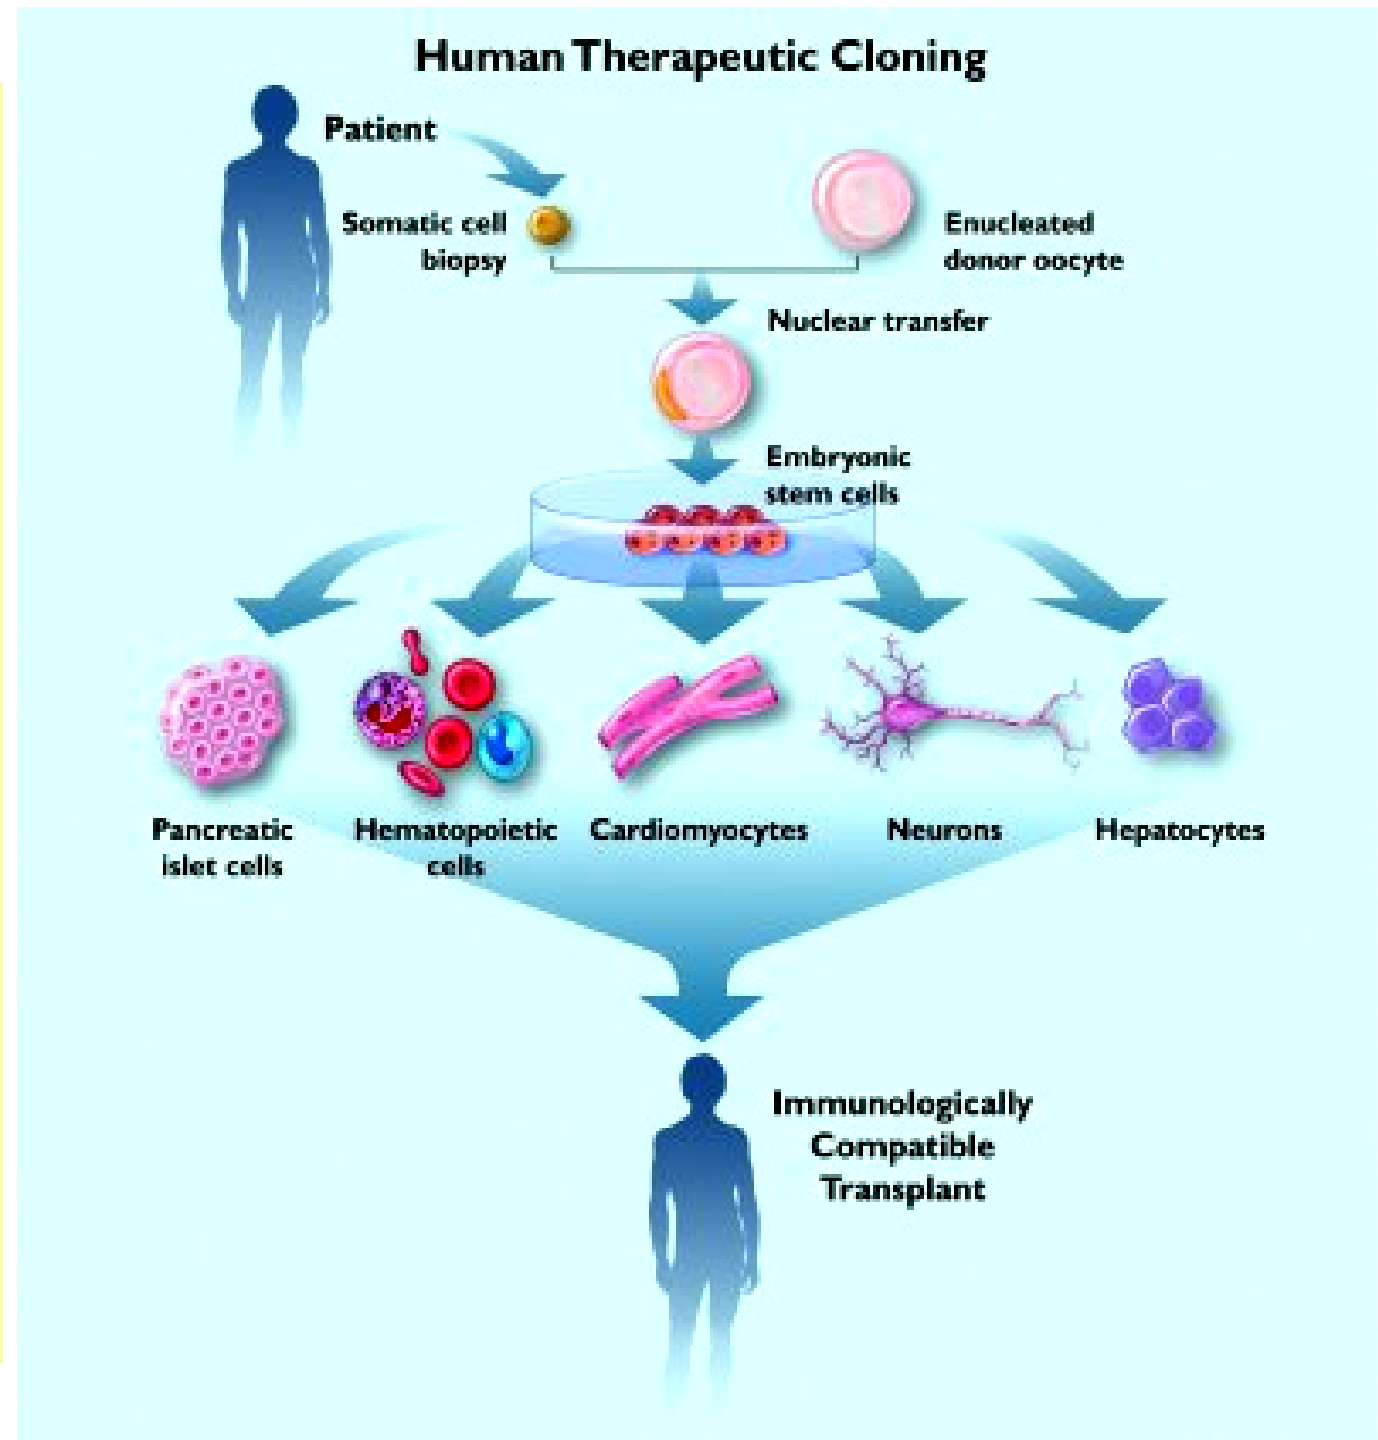 Human Therapeutic Cloning
Patient
Somatic cell
biopsy
Enucleated
donor oocyte
Nuclear transfer
Embryonic
stem cells
Pancreatic
islet cells
Hematopoietic
cells
Cardiomyocytes
Neurons
Hepatocytes
Immunologically
Compatible
Transplant